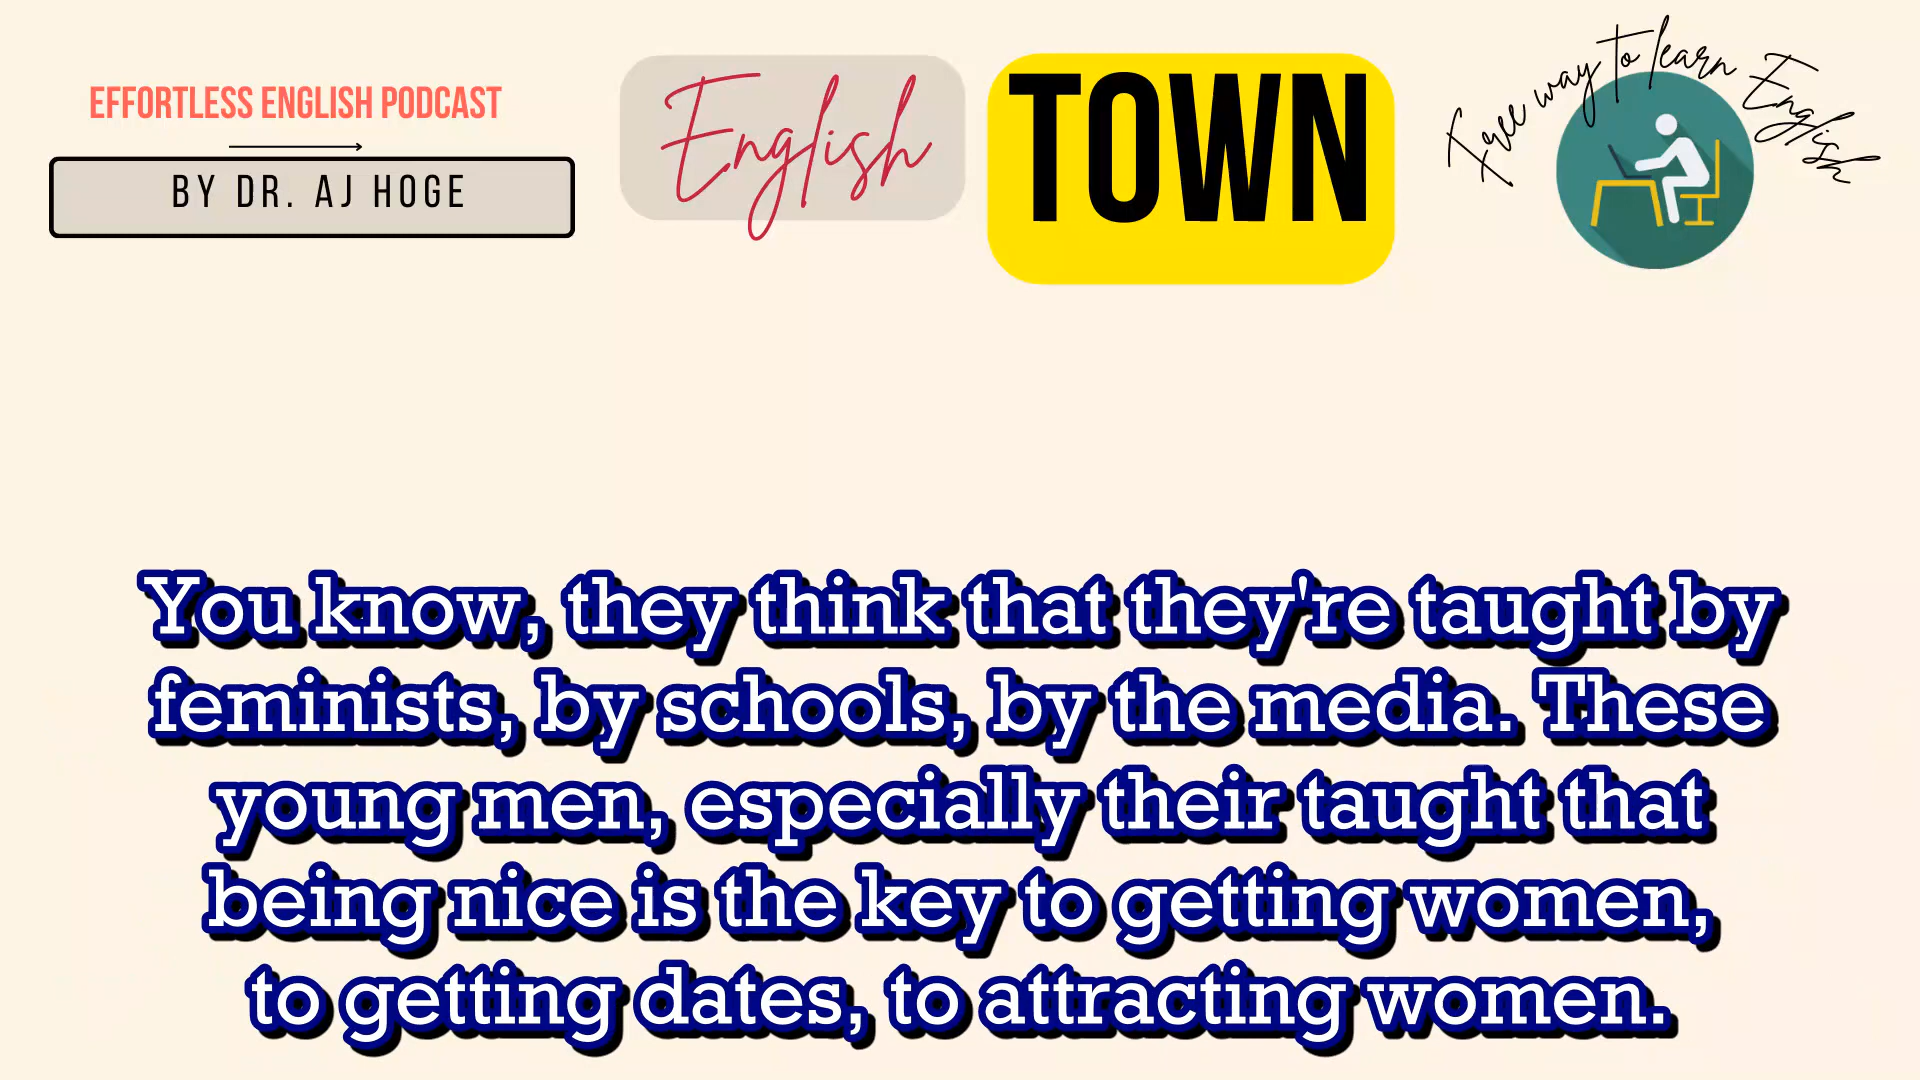 EFFORTLESS ENGLISH PODCAST
BY DR. AJ HOGE
English
TOWN
Free way to learn English
You know, they think that they're taught by
feminists, by schools, by the media. These
young men, especially their taught that
being nice is the key to getting women,
to getting dates, to attracting women.